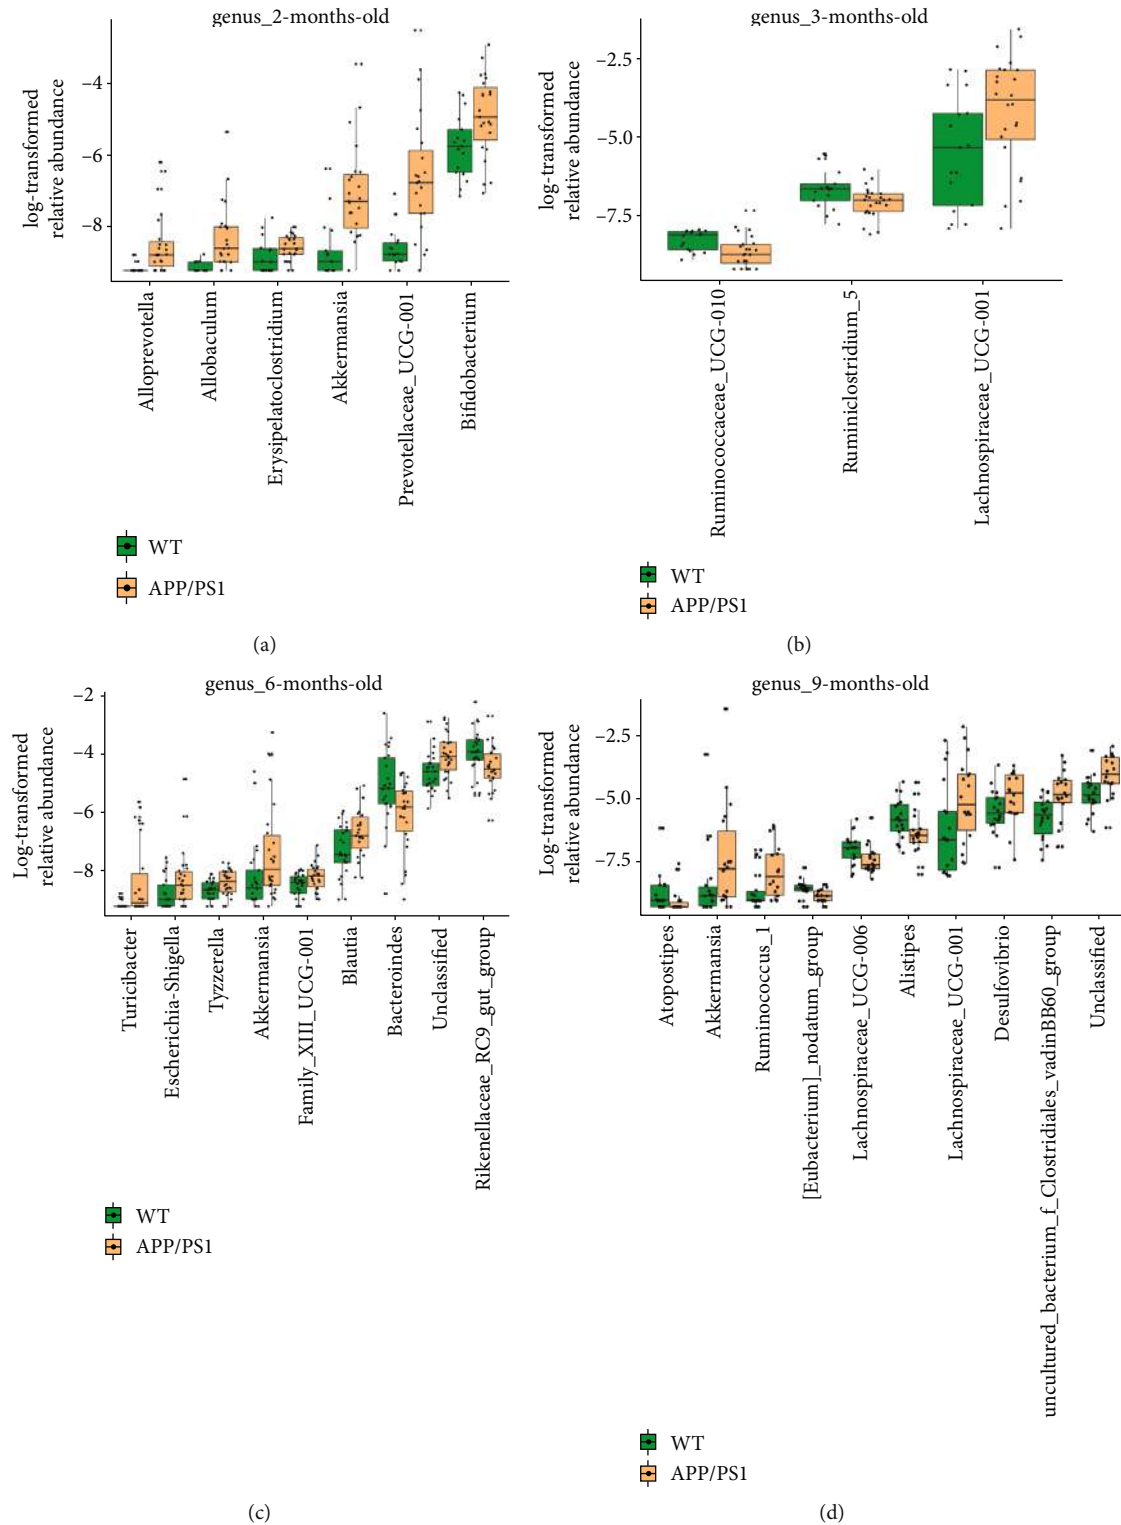 genus_2-months-old
log-transformed
relative abundance
−4
−6
−8
Alloprevotella
Allobaculum
Erysipelatoclostridium
Akkermansia
Prevotellaceae_UCG-001
Bifidobacterium
WT
APP/PS1
(a)
genus_3-months-old
log-transformed
relative abundance
−2.5
−5.0
−7.5
Ruminococcaceae_UCG-010
Ruminiclostridium_5
Lachnospiraceae_UCG-001
WT
APP/PS1
(b)
genus_6-months-old
Log-transformed
relative abundance
−2
−4
−6
−8
Turicibacter
Escherichia-Shigella
Tyzzerella
Akkermansia
Family_XIII_UCG-001
Blautia
Bacteroindes
Unclassified
Rikenellaceae_RC9_gut_group
WT
APP/PS1
(c)
genus_9-months-old
Log-transformed
relative abundance
−2.5
−5.0
−7.5
Atopostipes
Akkermansia
Ruminococcus_1
[Eubacterium]_nodatum_group
Lachnospiraceae_UCG-006
Alistipes
Lachnospiraceae_UCG-001
Desulfovibrio
uncultured_bacterium_f_Clostridiales_vadinBB60_group
Unclassified
WT
APP/PS1
(d)